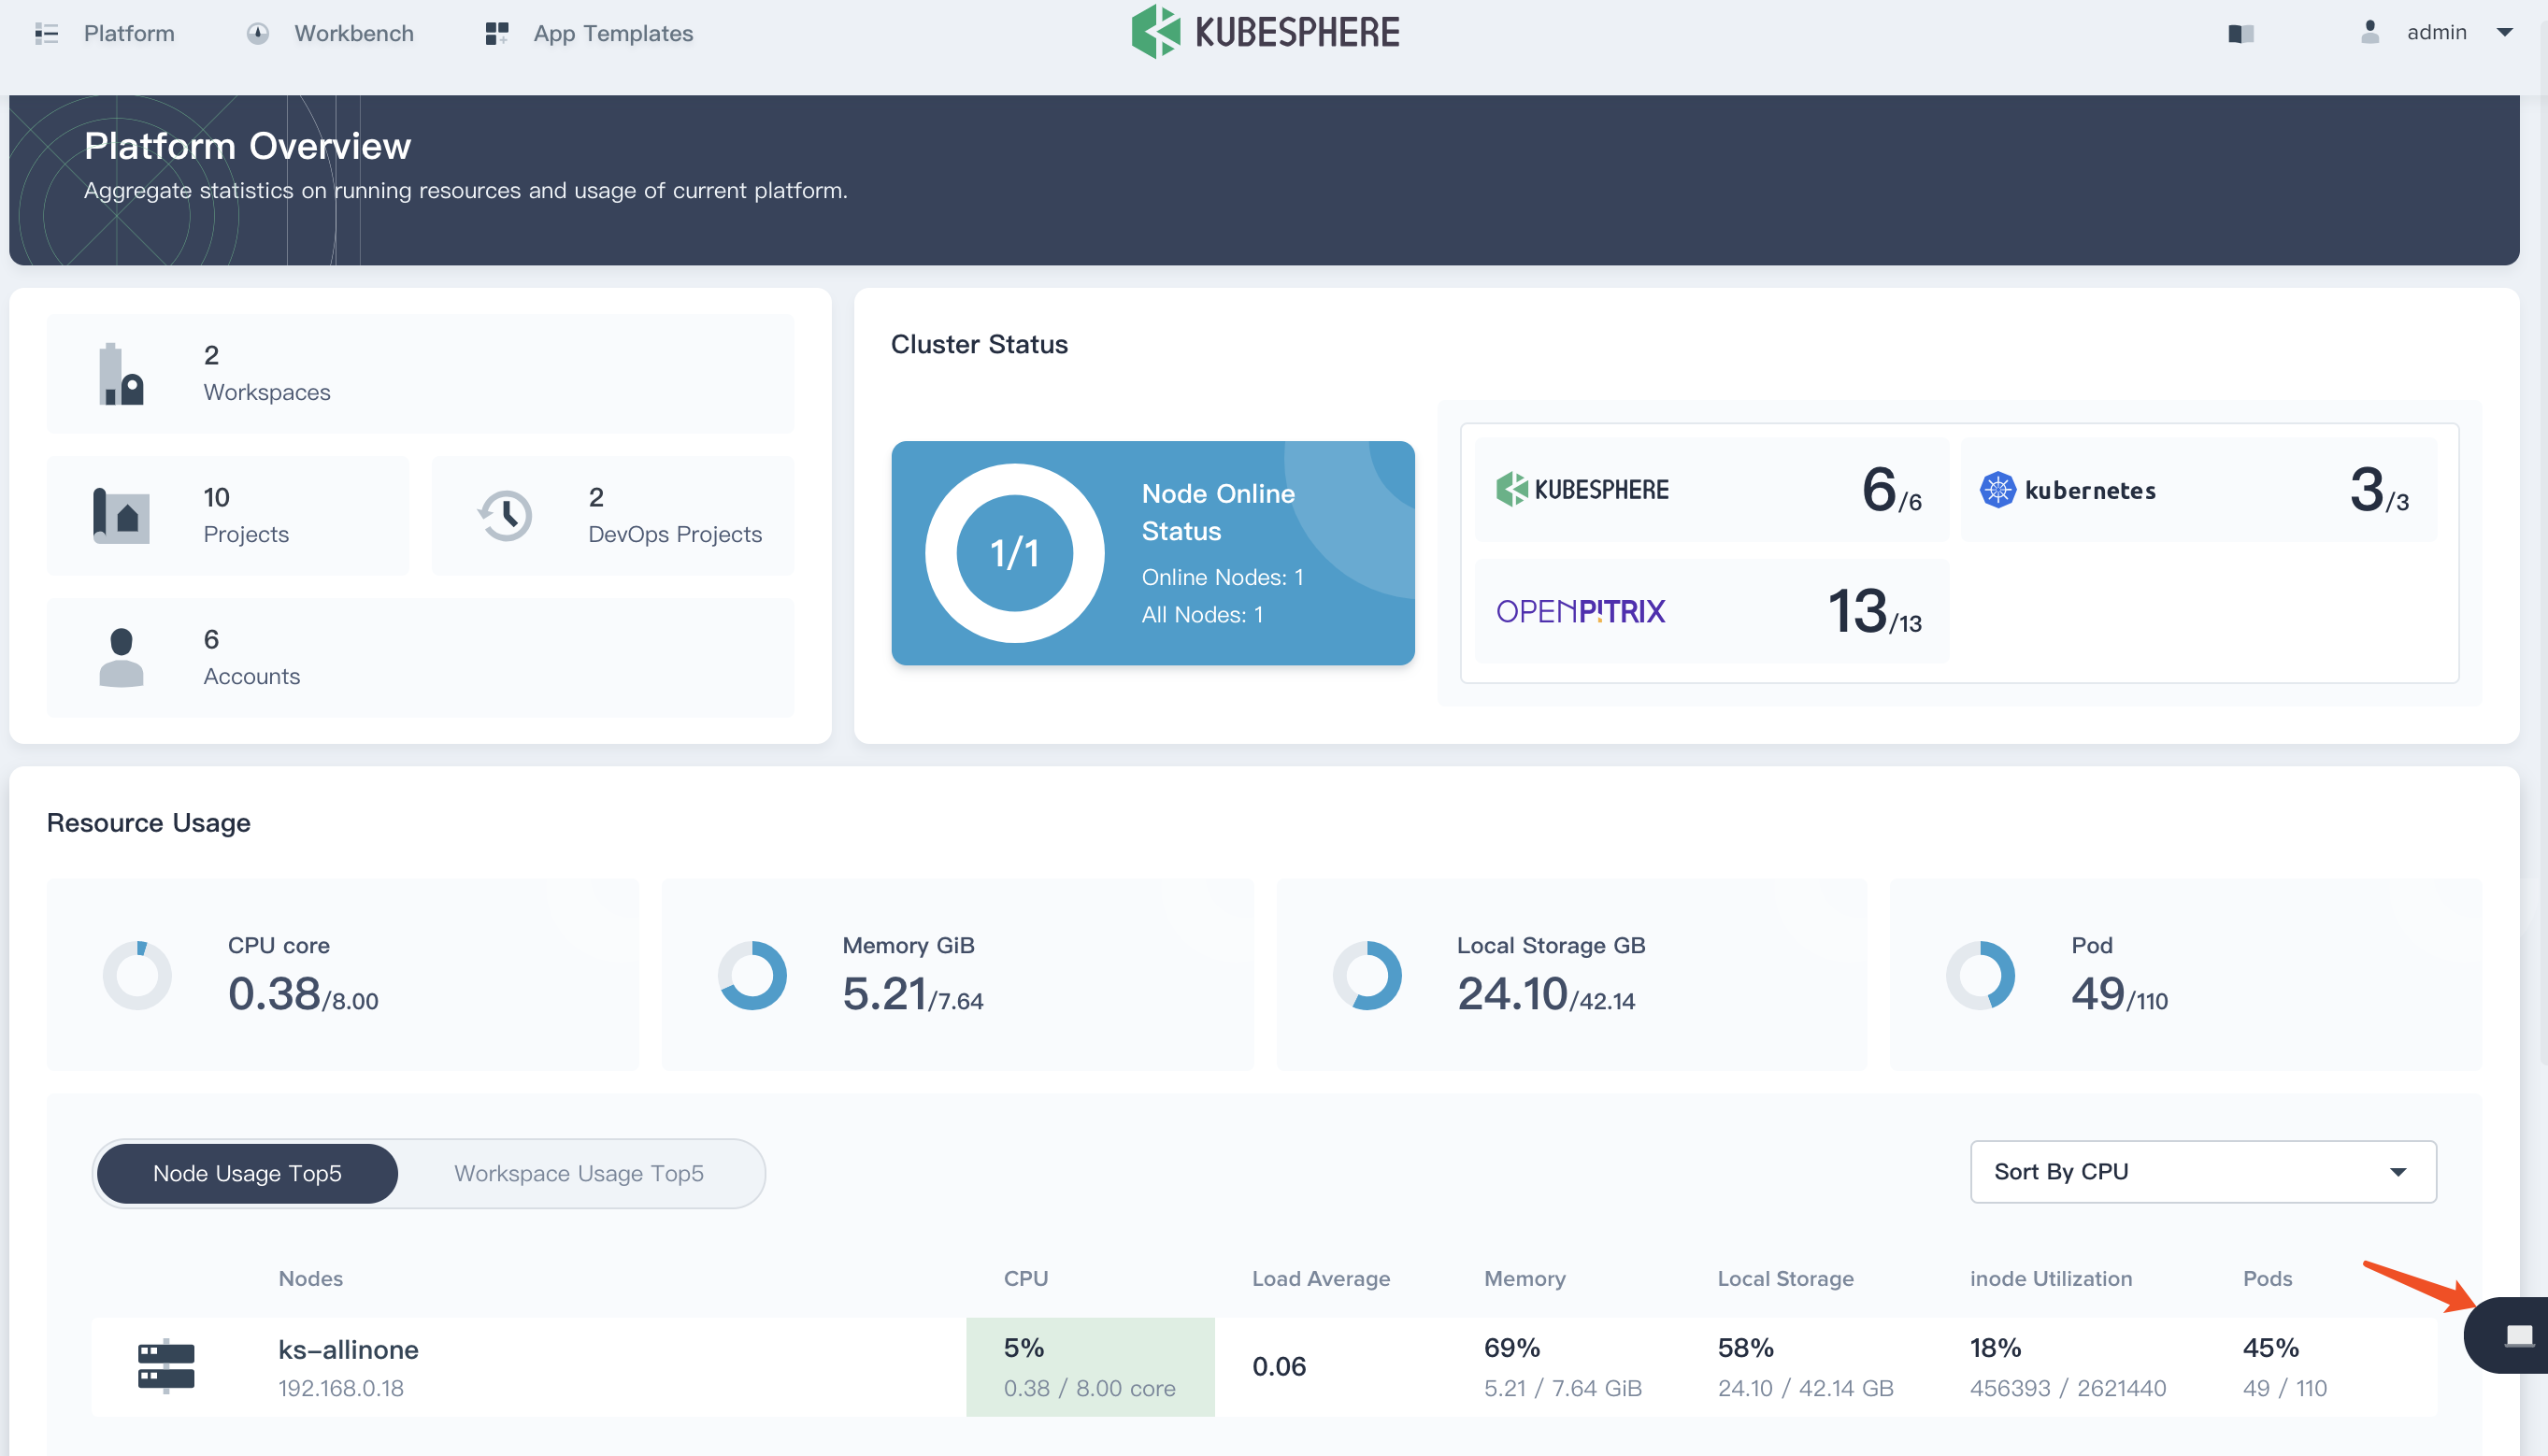 Platform
Workbench
App Templates
KUBESPHERE
admin
Platform Overview
Aggregate statistics on running resources and usage of current platform.
2
Workspaces
10
Projects
2
DevOps Projects
6
Accounts
Cluster Status
1/1
Node Online
Status
Online Nodes: 1
All Nodes: 1
KUBESPHERE
6/6
kubernetes
3/3
OPENPITRIX
13/13
Resource Usage
CPU core
0.38/8.00
Memory GiB
5.21/7.64
Local Storage GB
24.10/42.14
Pod
49/110
Node Usage Top5
Workspace Usage Top5
Sort By CPU
Nodes
CPU
Load Average
Memory
Local Storage
inode Utilization
Pods
ks-allinone
192.168.0.18
5%
0.38 / 8.00 core
0.06
69%
5.21 / 7.64 GiB
58%
24.10 / 42.14 GB
18%
456393 / 2621440
45%
49 / 110